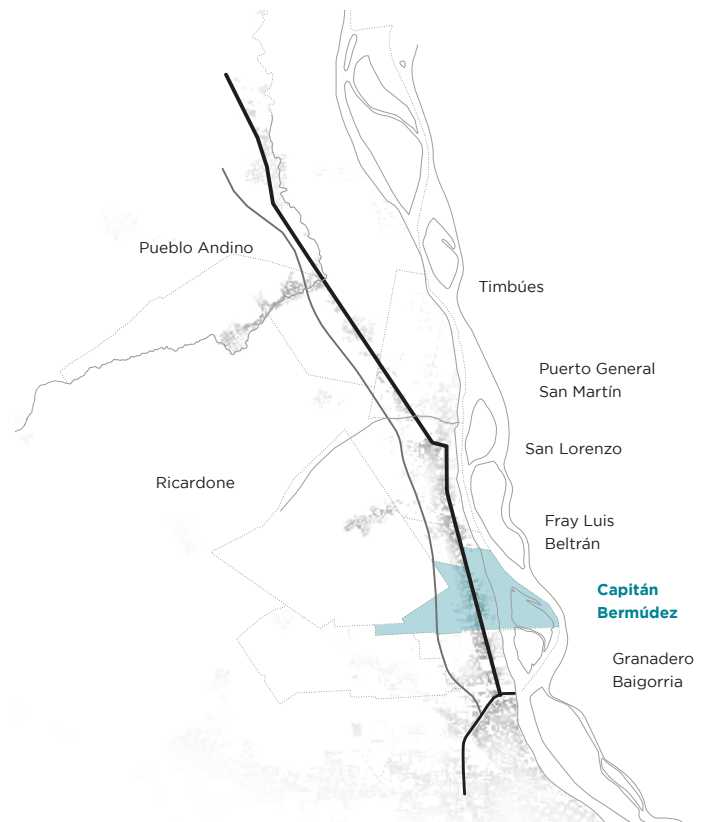 Pueblo Andino
Timbúes
Puerto General
San Martín
San Lorenzo
Ricardone
Fray Luis
Beltrán
Capitán
Bermúdez
Granadero
Baigorria